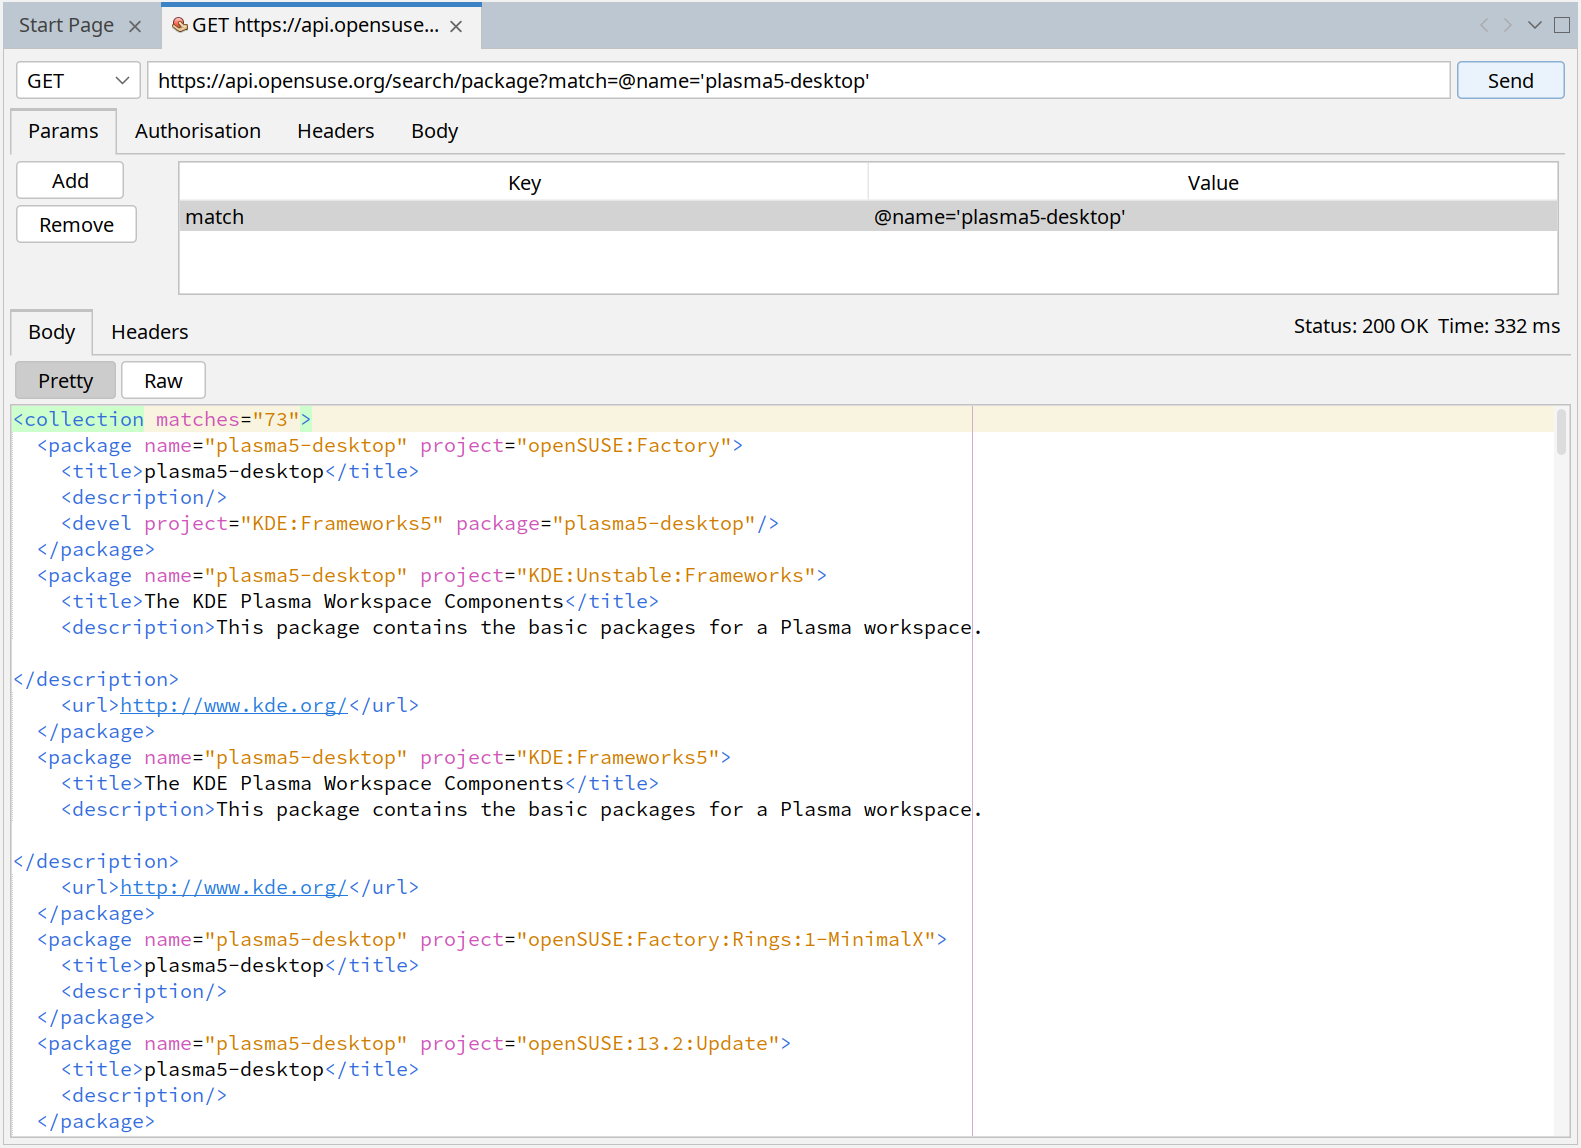 Start Page
GET https://api.opensuse...
GET
https://api.opensuse.org/search/package?match=@name='plasma5-desktop'
Send
Params Authorisation Headers Body
Add
Remove
Key Value
match @name='plasma5-desktop'
Body Headers
Status: 200 OK Time: 332 ms
Pretty Raw
<collection matches="73">
  <package name="plasma5-desktop" project="openSUSE:Factory">
    <title>plasma5-desktop</title>
    <description/>
    <devel project="KDE:Frameworks5" package="plasma5-desktop"/>
  </package>
  <package name="plasma5-desktop" project="KDE:Unstable:Frameworks">
    <title>The KDE Plasma Workspace Components</title>
    <description>This package contains the basic packages for a Plasma workspace.

</description>
    <url>http://www.kde.org/</url>
  </package>
  <package name="plasma5-desktop" project="KDE:Frameworks5">
    <title>The KDE Plasma Workspace Components</title>
    <description>This package contains the basic packages for a Plasma workspace.

</description>
    <url>http://www.kde.org/</url>
  </package>
  <package name="plasma5-desktop" project="openSUSE:Factory:Rings:1-MinimalX">
    <title>plasma5-desktop</title>
    <description/>
  </package>
  <package name="plasma5-desktop" project="openSUSE:13.2:Update">
    <title>plasma5-desktop</title>
    <description/>
  </package>